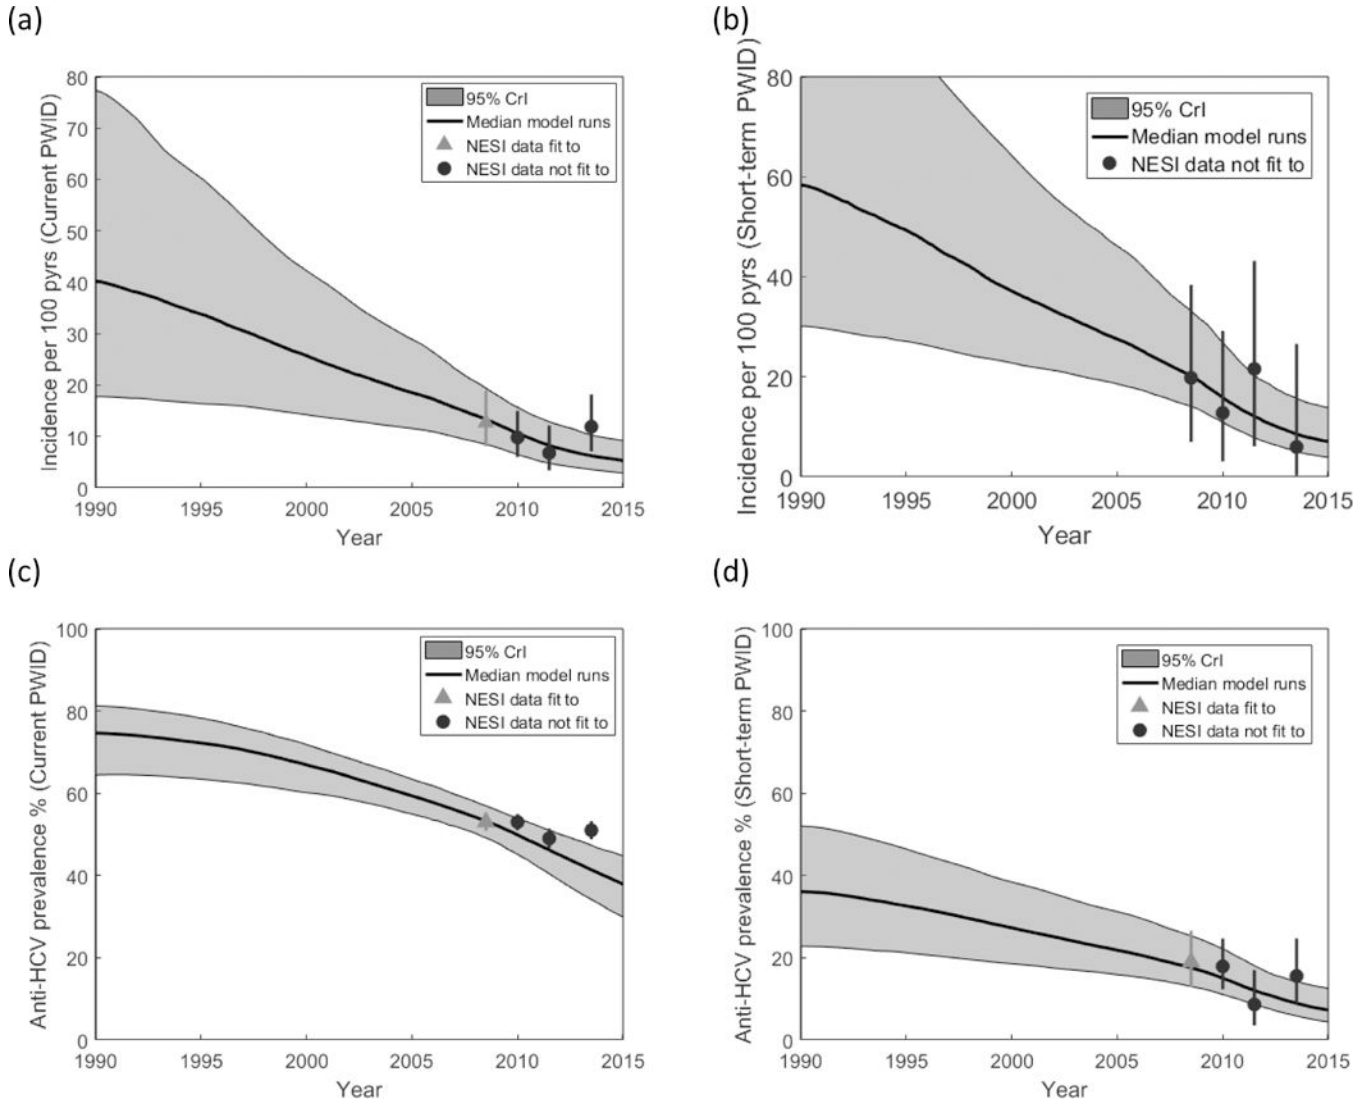 (a)
Incidence per 100 pyrs (Current PWID)
80
70
60
50
40
30
20
10
0
95% CrI
Median model runs
NESI data fit to
NESI data not fit to
1990 1995 2000 2005 2010 2015
Year
(b)
Incidence per 100 pyrs (Short-term PWID)
80
60
40
20
0
95% CrI
Median model runs
NESI data not fit to
1990 1995 2000 2005 2010 2015
Year
(c)
Anti-HCV prevalence % (Current PWID)
100
80
60
40
20
0
95% CrI
Median model runs
NESI data fit to
NESI data not fit to
1990 1995 2000 2005 2010 2015
Year
(d)
Anti-HCV prevalence % (Short-term PWID)
100
80
60
40
20
0
95% CrI
Median model runs
NESI data fit to
NESI data not fit to
1990 1995 2000 2005 2010 2015
Year